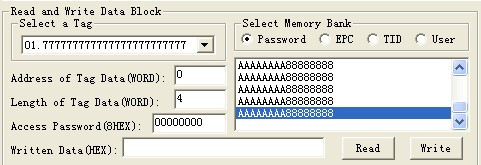 Read and Write Data Block
Select a Tag
01.777777777777777777777777
Select Memory Bank
Password EPC TID User
Address of Tag Data(WORD): 0
Length of Tag Data(WORD): 4
Access Password(8HEX): 00000000
AAAAAAAA88888888
AAAAAAAA88888888
AAAAAAAA88888888
AAAAAAAA88888888
AAAAAAAA88888888
Written Data(HEX):
Read
Write